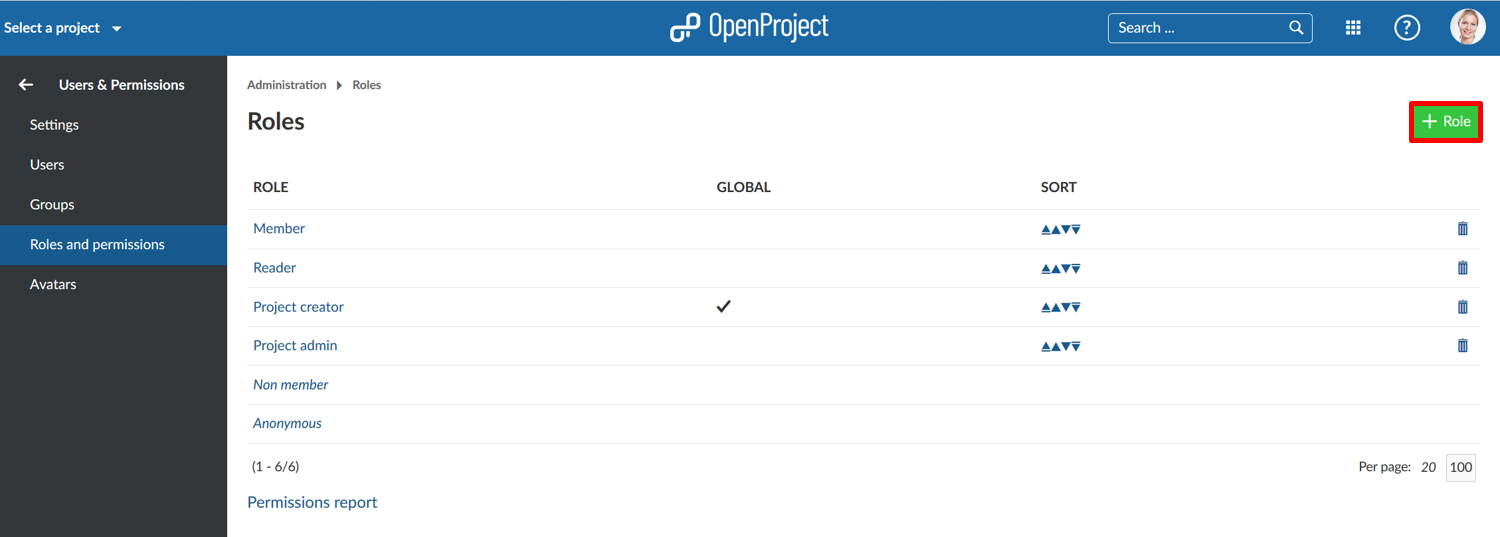 Select a project
OpenProject
Search ...
?
Users & Permissions
Settings
Users
Groups
Roles and permissions
Avatars
Administration Roles
Roles
+ Role
ROLE GLOBAL SORT
Member
Reader
Project creator
Project admin
Non member
Anonymous
(1 - 6/6)
Per page: 20 100
Permissions report